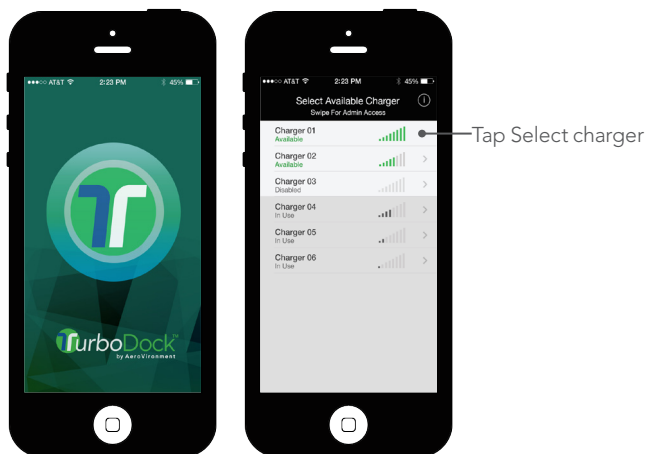 AT&T 2:23 PM 45%
TurboDock™
by AeroVironment
AT&T 2:23 PM 45%
Select Available Charger
Swipe For Admin Access
Charger 01
Available
Charger 02
Available
Charger 03
Disabled
Charger 04
In Use
Charger 05
In Use
Charger 06
In Use
Tap Select charger